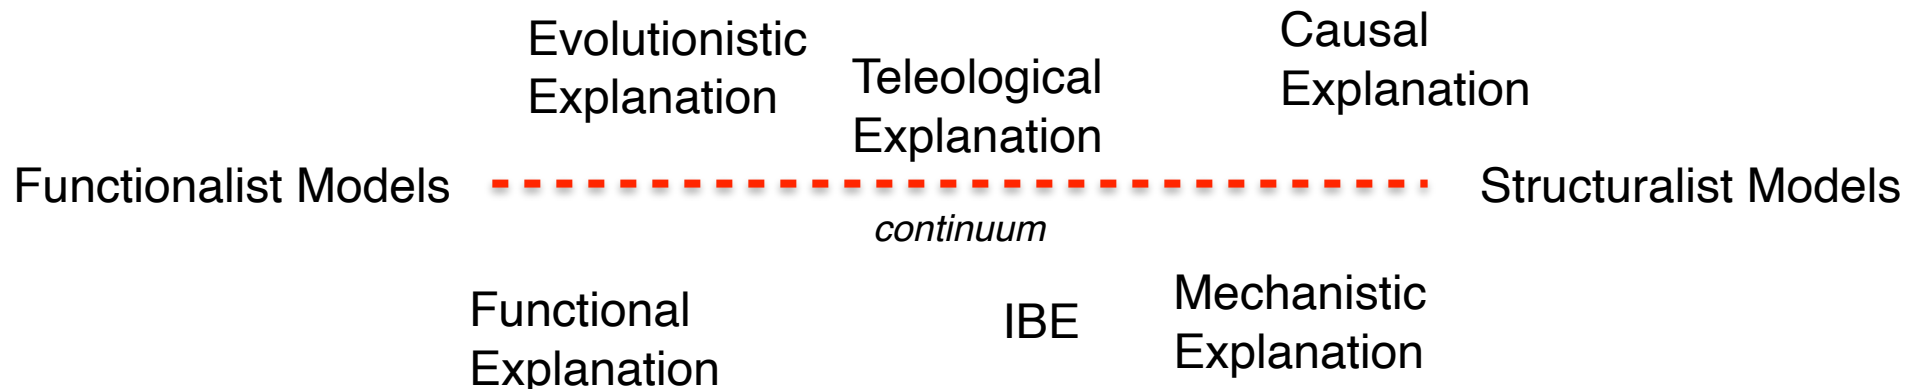 Evolutionistic
Explanation
Teleological
Explanation
Causal
Explanation
Functionalist Models
Structuralist Models
continuum
Functional
Explanation
IBE
Mechanistic
Explanation